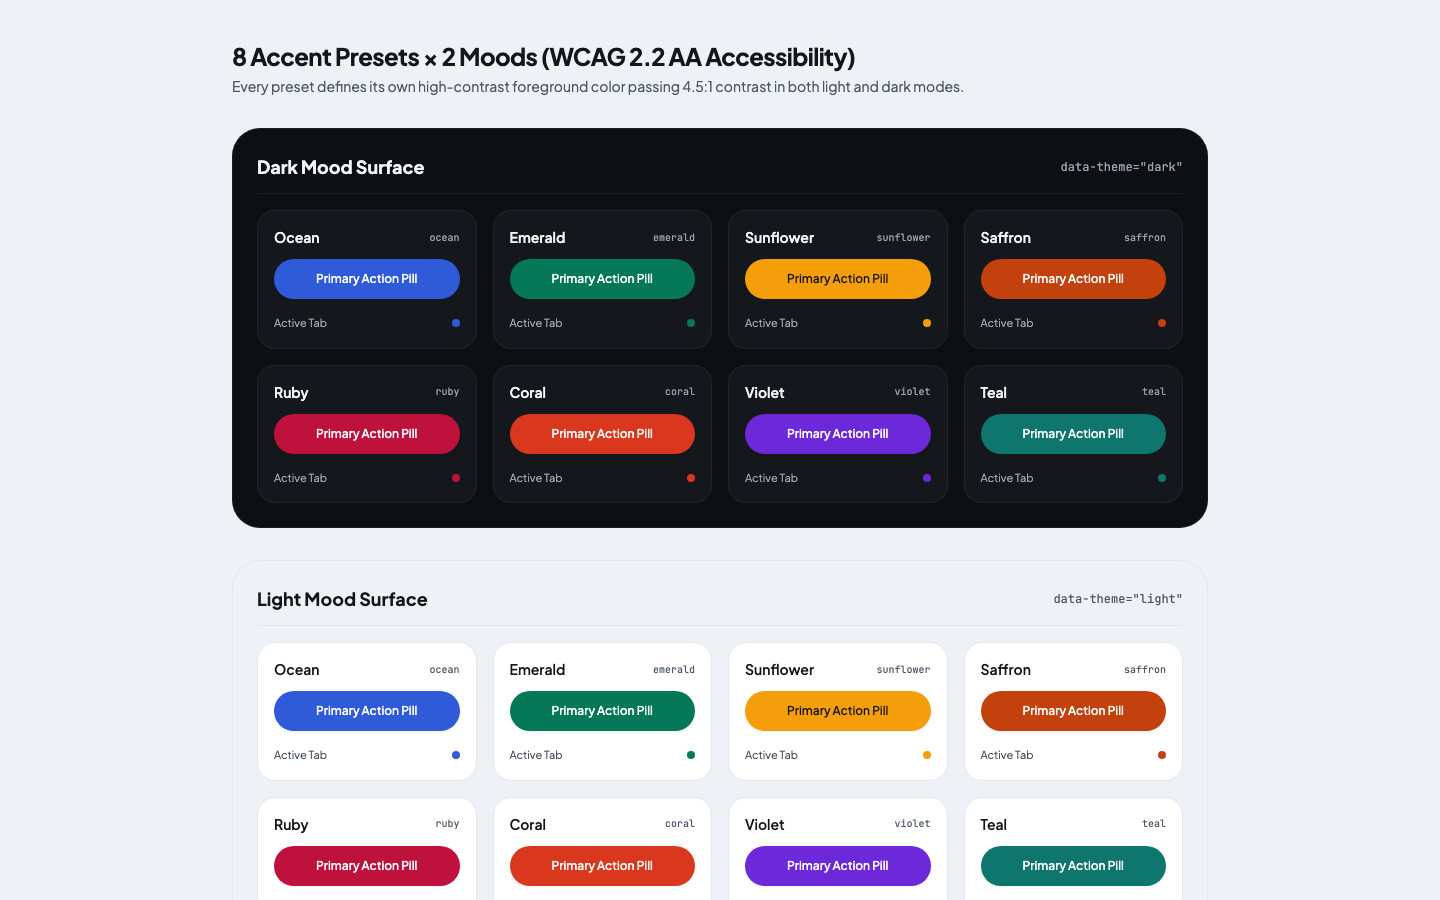 8 Accent Presets × 2 Moods (WCAG 2.2 AA Accessibility)
Every preset defines its own high-contrast foreground color passing 4.5:1 contrast in both light and dark modes.
Dark Mood Surface data-theme="dark"
Ocean ocean Emerald emerald Sunflower sunflower Saffron saffron
Primary Action Pill Primary Action Pill Primary Action Pill Primary Action Pill
Active Tab Active Tab Active Tab Active Tab
Ruby ruby Coral coral Violet violet Teal teal
Primary Action Pill Primary Action Pill Primary Action Pill Primary Action Pill
Active Tab Active Tab Active Tab Active Tab
Light Mood Surface data-theme="light"
Ocean ocean Emerald emerald Sunflower sunflower Saffron saffron
Primary Action Pill Primary Action Pill Primary Action Pill Primary Action Pill
Active Tab Active Tab Active Tab Active Tab
Ruby ruby Coral coral Violet violet Teal teal
Primary Action Pill Primary Action Pill Primary Action Pill Primary Action Pill